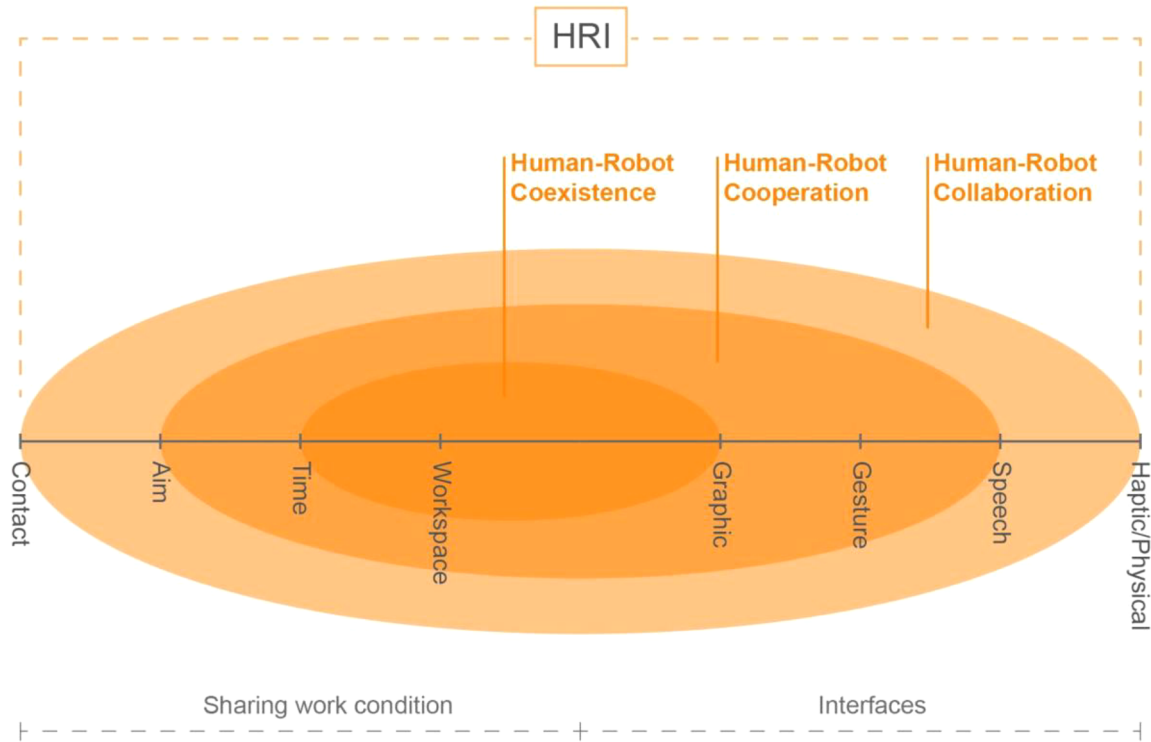 HRI
Human-Robot
Coexistence
Human-Robot
Cooperation
Human-Robot
Collaboration
Contact
Aim
Time
Workspace
Graphic
Gesture
Speech
Haptic/Physical
Sharing work condition
Interfaces